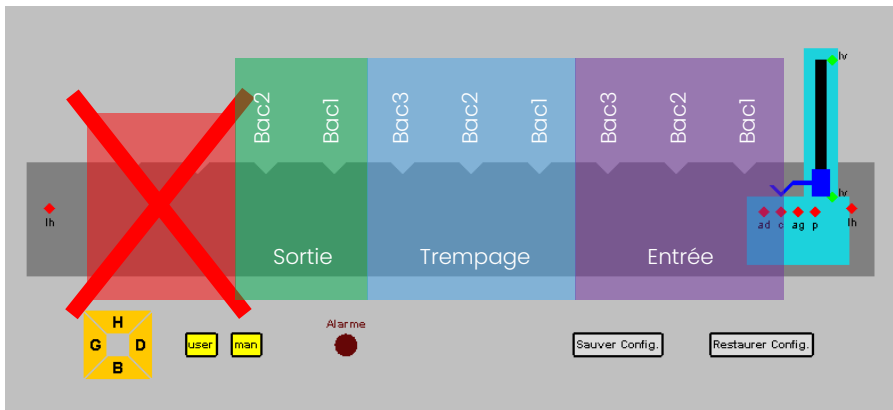 lv
Bac2
Bac1
Bac3
Bac2
Bac1
Bac3
Bac2
Bac1
lv
lh
ad c ag p
lh
Sortie
Trempage
Entrée
H
G
D
B
user
man
Alarme
Sauver Config.
Restaurer Config.